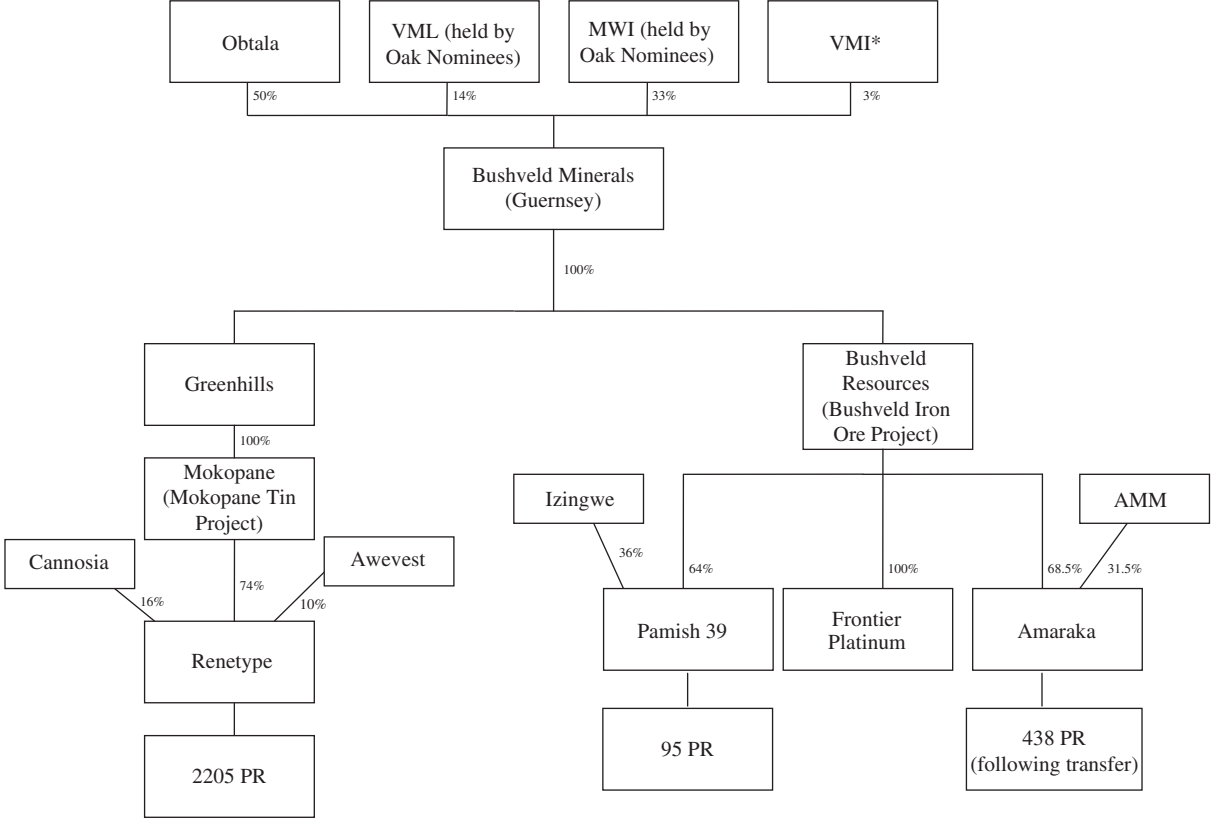 Obtala
VML (held by
Oak Nominees)
MWI (held by
Oak Nominees)
VMI*
50%
14%
33%
3%
Bushveld Minerals
(Guernsey)
100%
Greenhills
Bushveld
Resources
(Bushveld Iron
Ore Project)
100%
Mokopane
(Mokopane Tin
Project)
Izingwe
AMM
Cannosia
Awevest
16%
74%
10%
36%
64%
100%
68.5%
31.5%
Renetype
Pamish 39
Frontier
Platinum
Amaraka
2205 PR
95 PR
438 PR
(following transfer)